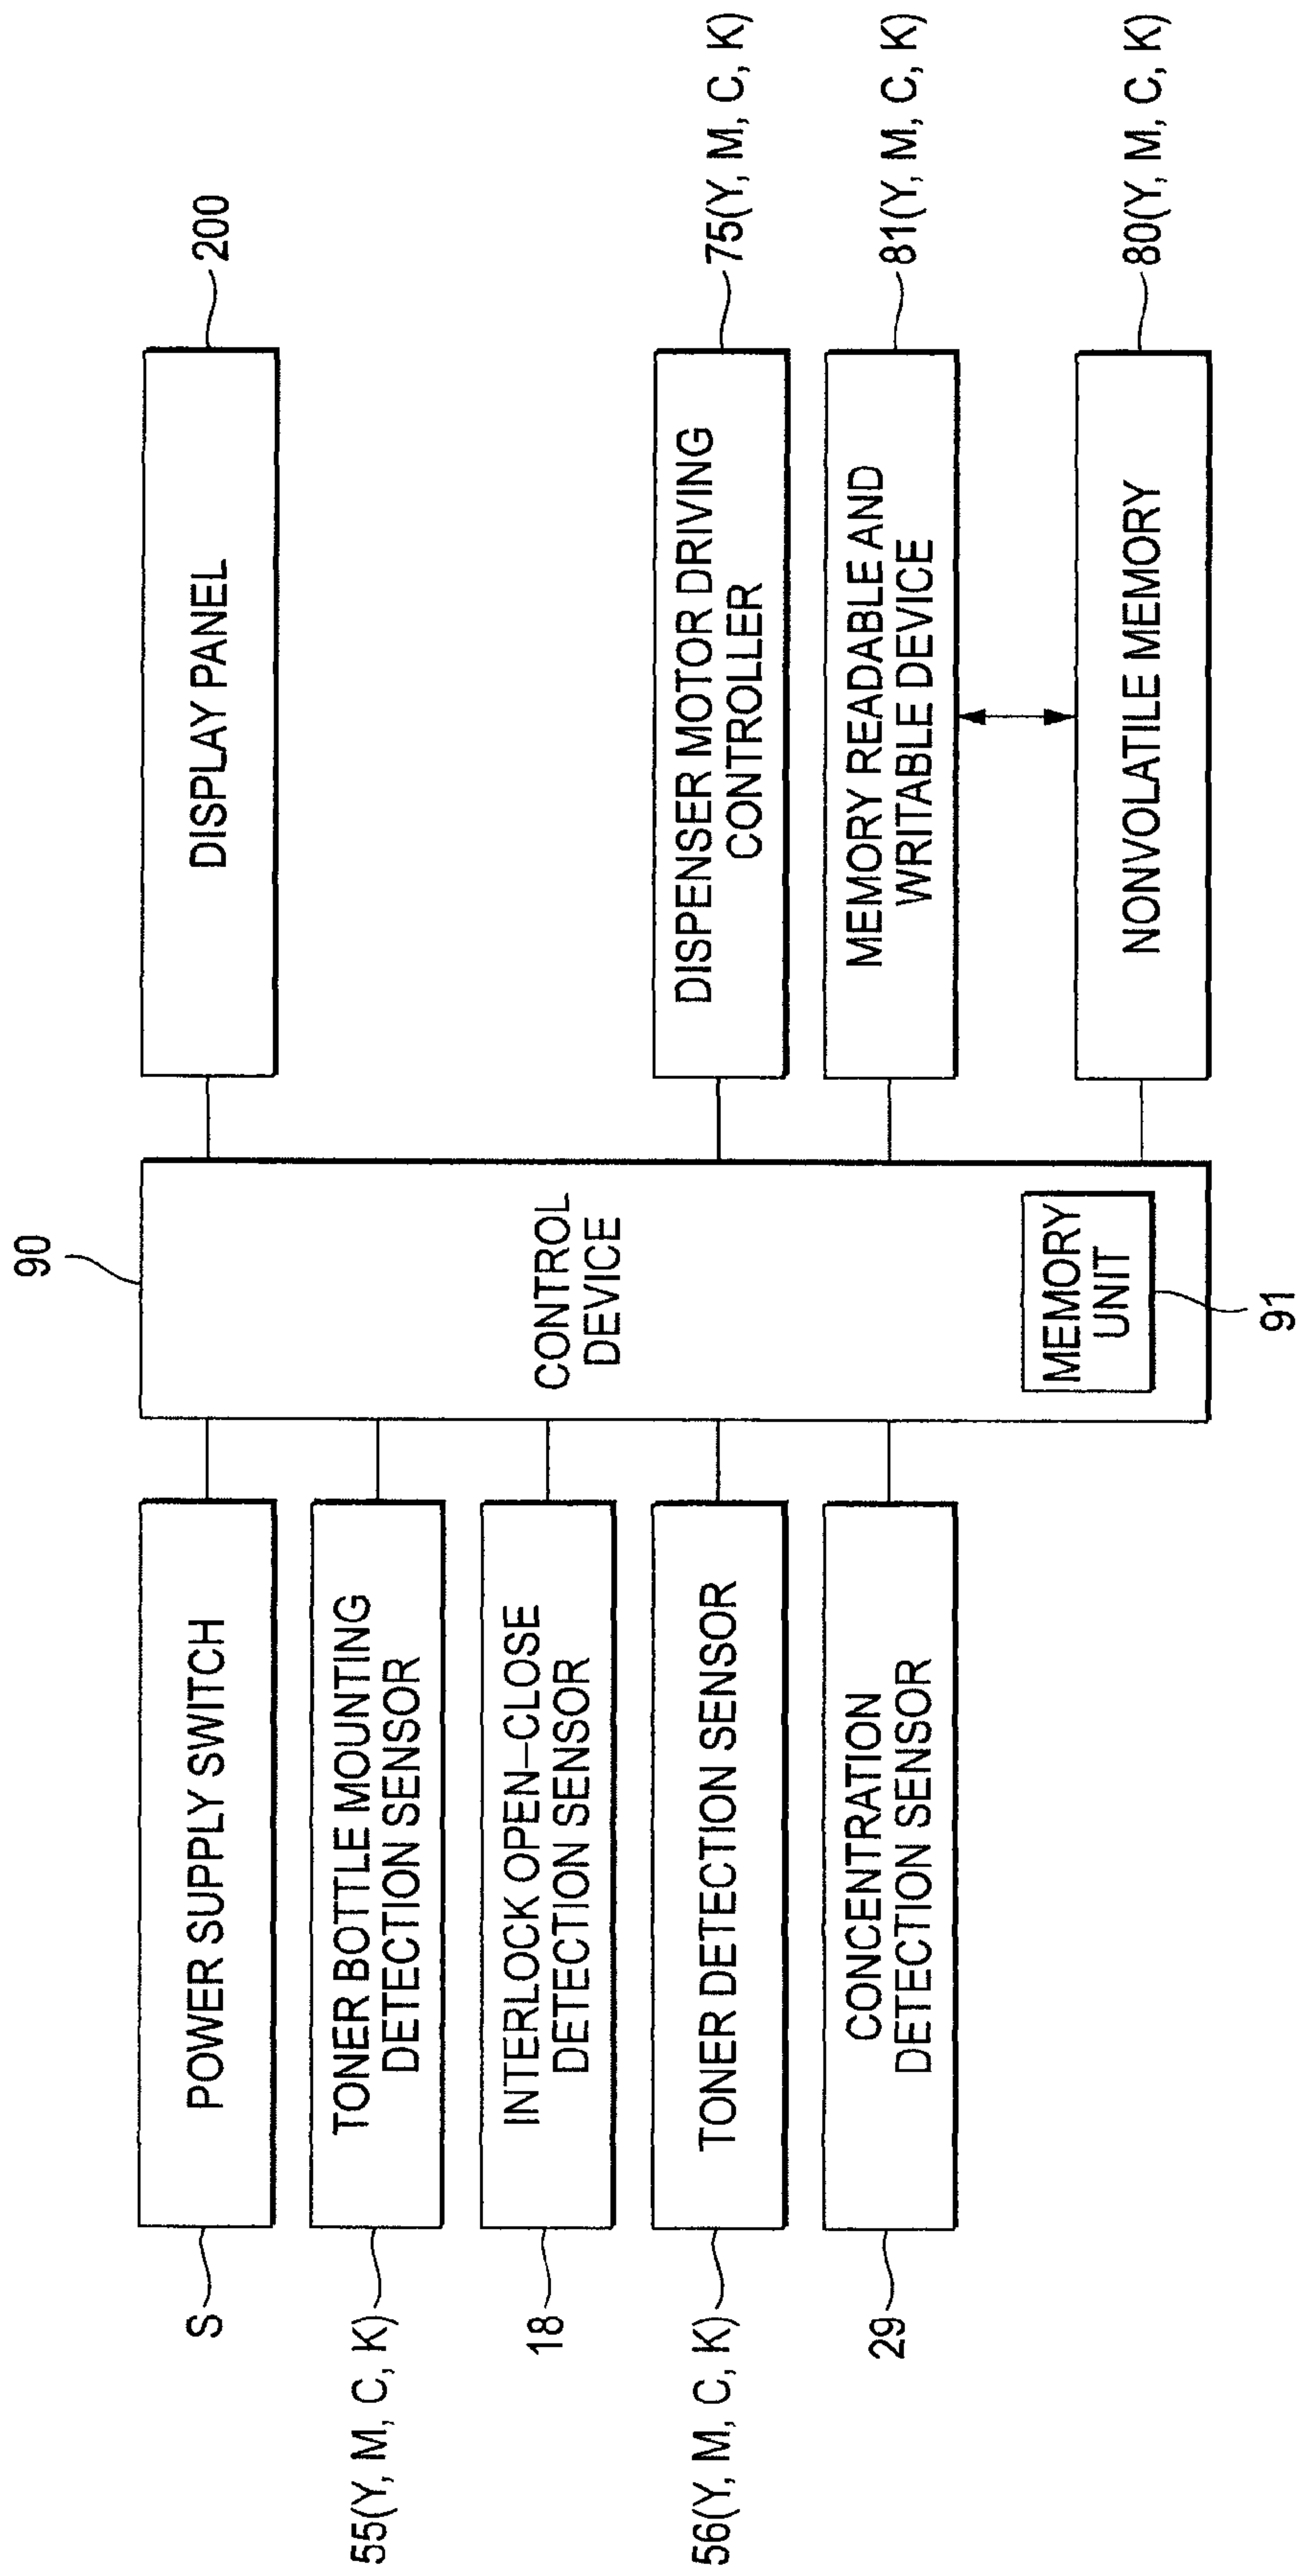 90
S
POWER SUPPLY SWITCH
55(Y, M, C, K)
TONER BOTTLE MOUNTING
DETECTION SENSOR
18
INTERLOCK OPEN–CLOSE
DETECTION SENSOR
56(Y, M, C, K)
TONER DETECTION SENSOR
29
CONCENTRATION
DETECTION SENSOR
CONTROL
DEVICE
MEMORY
UNIT
91
DISPLAY PANEL
200
DISPENSER MOTOR DRIVING
CONTROLLER
75(Y, M, C, K)
MEMORY READABLE AND
WRITABLE DEVICE
81(Y, M, C, K)
NONVOLATILE MEMORY
80(Y, M, C, K)